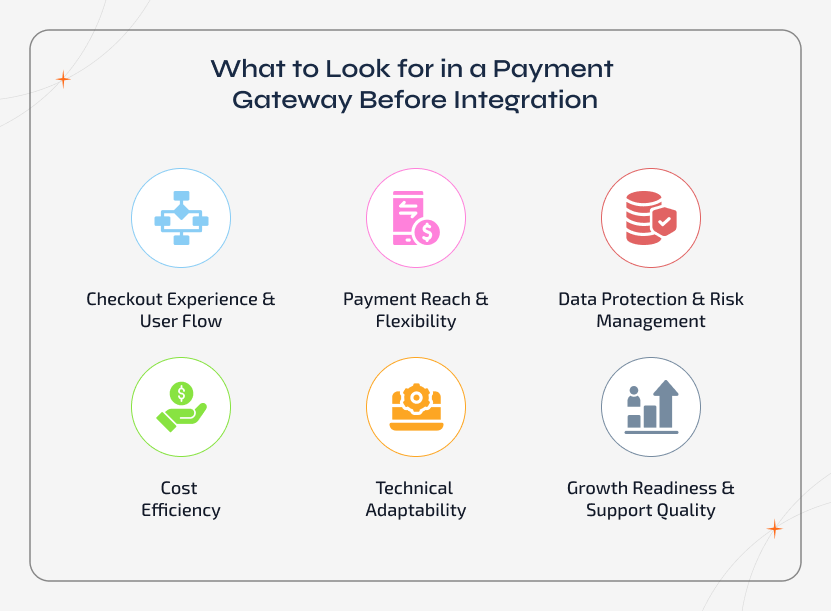 What to Look for in a Payment
Gateway Before Integration
Checkout Experience &
User Flow
Payment Reach &
Flexibility
Data Protection & Risk
Management
Cost
Efficiency
Technical
Adaptability
Growth Readiness &
Support Quality